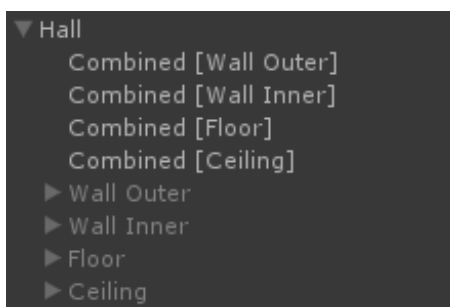 Hall
Combined [Wall Outer]
Combined [Wall Inner]
Combined [Floor]
Combined [Ceiling]
Wall Outer
Wall Inner
Floor
Ceiling